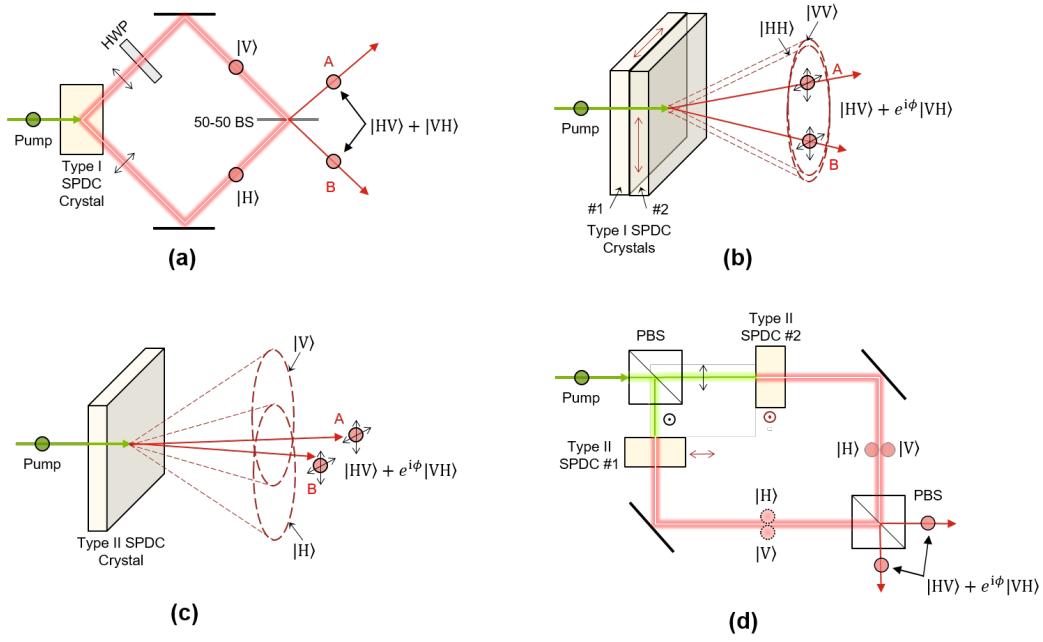 HWP
|V⟩
A
50-50 BS
|HV⟩ + |VH⟩
Pump
Type I
SPDC
Crystal
|H⟩
B
(a)
|VV⟩
|HH⟩
A
|HV⟩ + e^{iϕ}|VH⟩
Pump
B
#1
#2
Type I SPDC
Crystals
(b)
|V⟩
A
Pump
|HV⟩ + e^{iϕ}|VH⟩
B
|H⟩
Type II SPDC
Crystal
(c)
PBS
Type II
SPDC #2
Pump
Type II
SPDC #1
|H⟩
|V⟩
|H⟩
|V⟩
PBS
|HV⟩ + e^{iϕ}|VH⟩
(d)